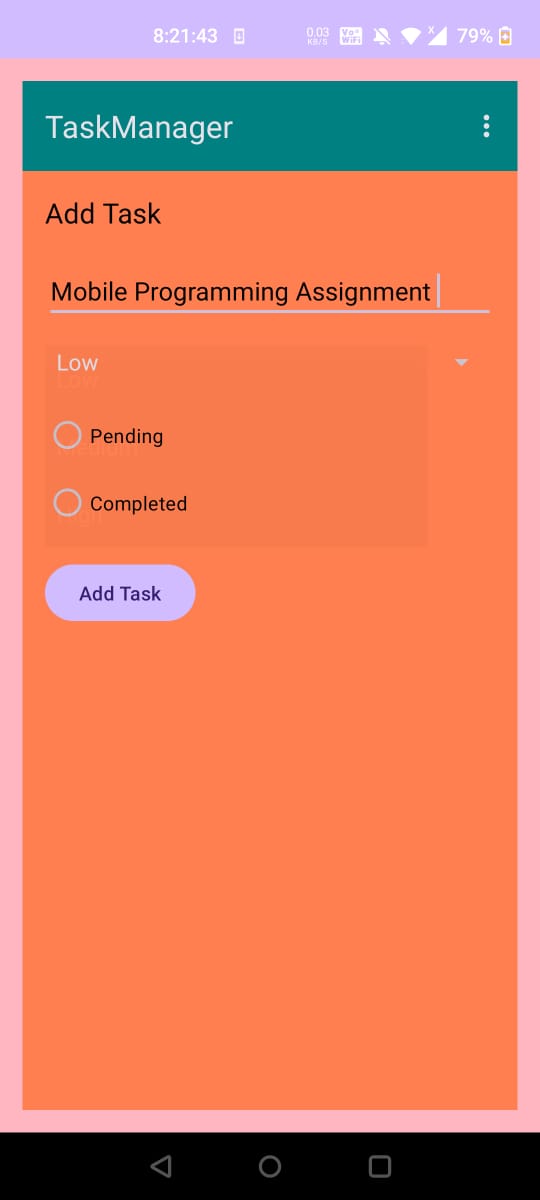 8:21:43 0.03 KB/S Vo WiFi X 79%
TaskManager
Add Task
Mobile Programming Assignment
Low
Low
Pending
Medium
Completed
High
Add Task